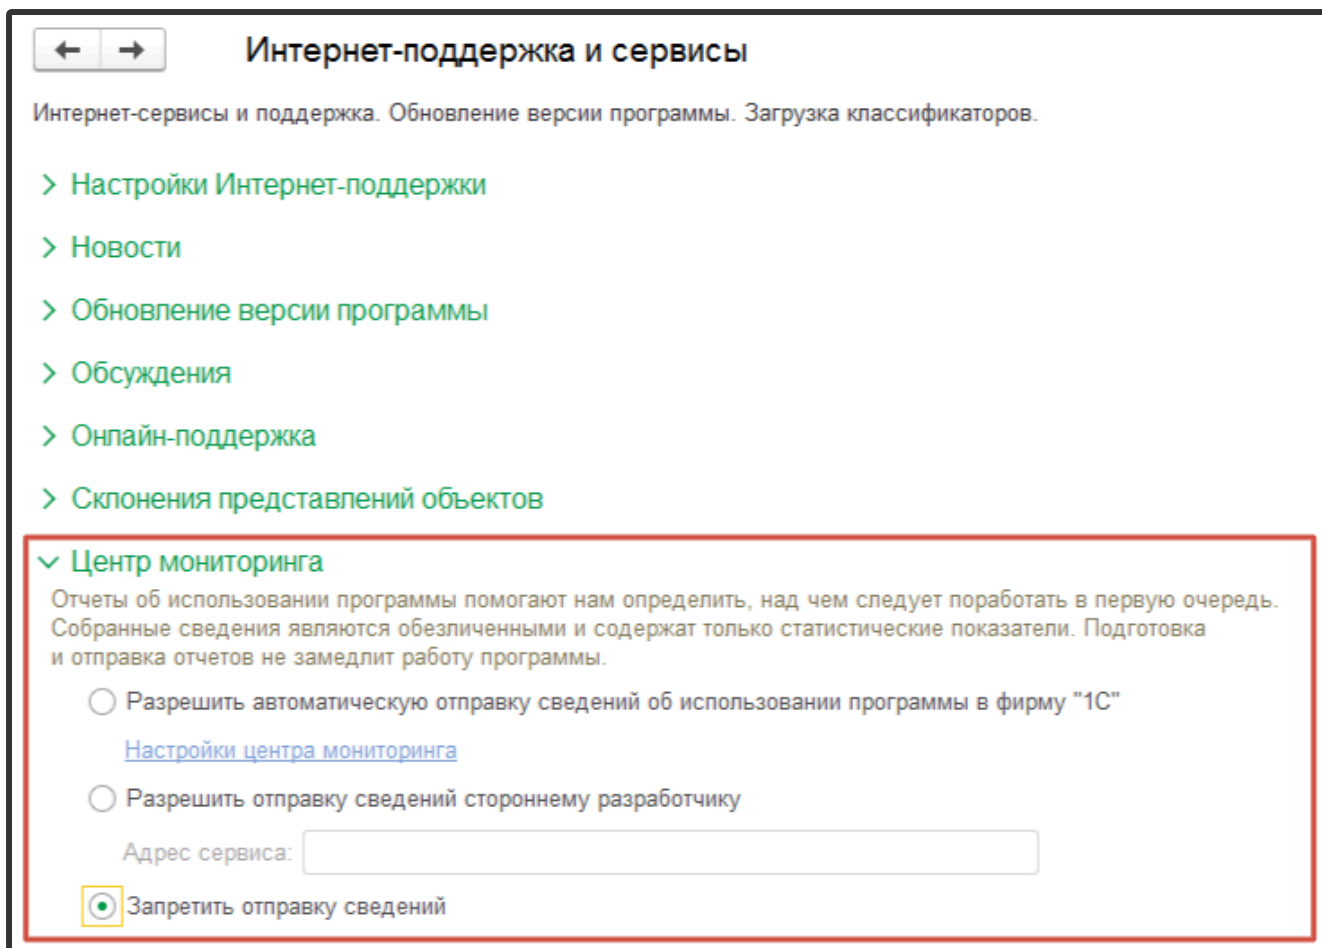 Интернет-поддержка и сервисы
Интернет-сервисы и поддержка. Обновление версии программы. Загрузка классификаторов.
Настройки Интернет-поддержки
Новости
Обновление версии программы
Обсуждения
Онлайн-поддержка
Склонения представлений объектов
Центр мониторинга
Отчеты об использовании программы помогают нам определить, над чем следует поработать в первую очередь.
Собранные сведения являются обезличенными и содержат только статистические показатели. Подготовка
и отправка отчетов не замедлит работу программы.
Разрешить автоматическую отправку сведений об использовании программы в фирму "1С"
Настройки центра мониторинга
Разрешить отправку сведений стороннему разработчику
Адрес сервиса:
Запретить отправку сведений